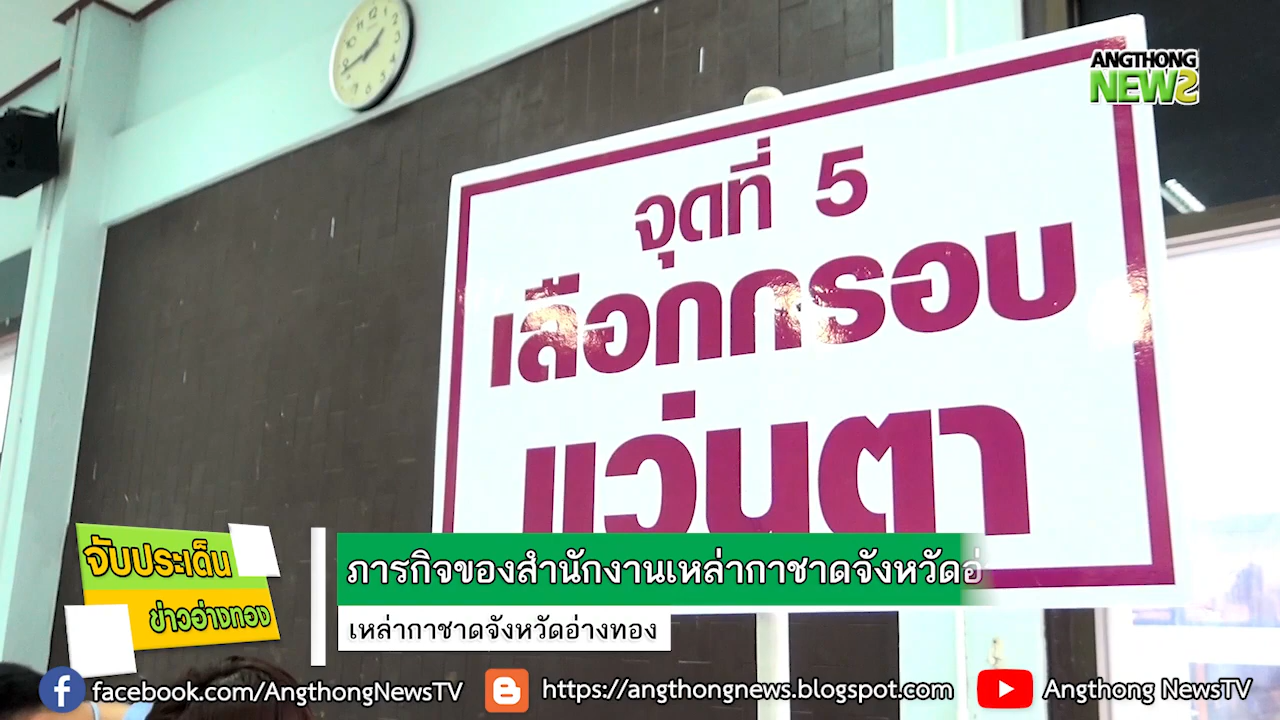 ANGTHONG
NEWS
จุดที่ 5
เลือกกรอบ
แว่นตา
จับประเด็น
ข่าวอ่างทอง
ภารกิจของสำนักงานเหล่ากาชาดจังหวัดอ่
เหล่ากาชาดจังหวัดอ่างทอง
facebook.com/AngthongNewsTV
https://angthongnews.blogspot.com
Angthong NewsTV